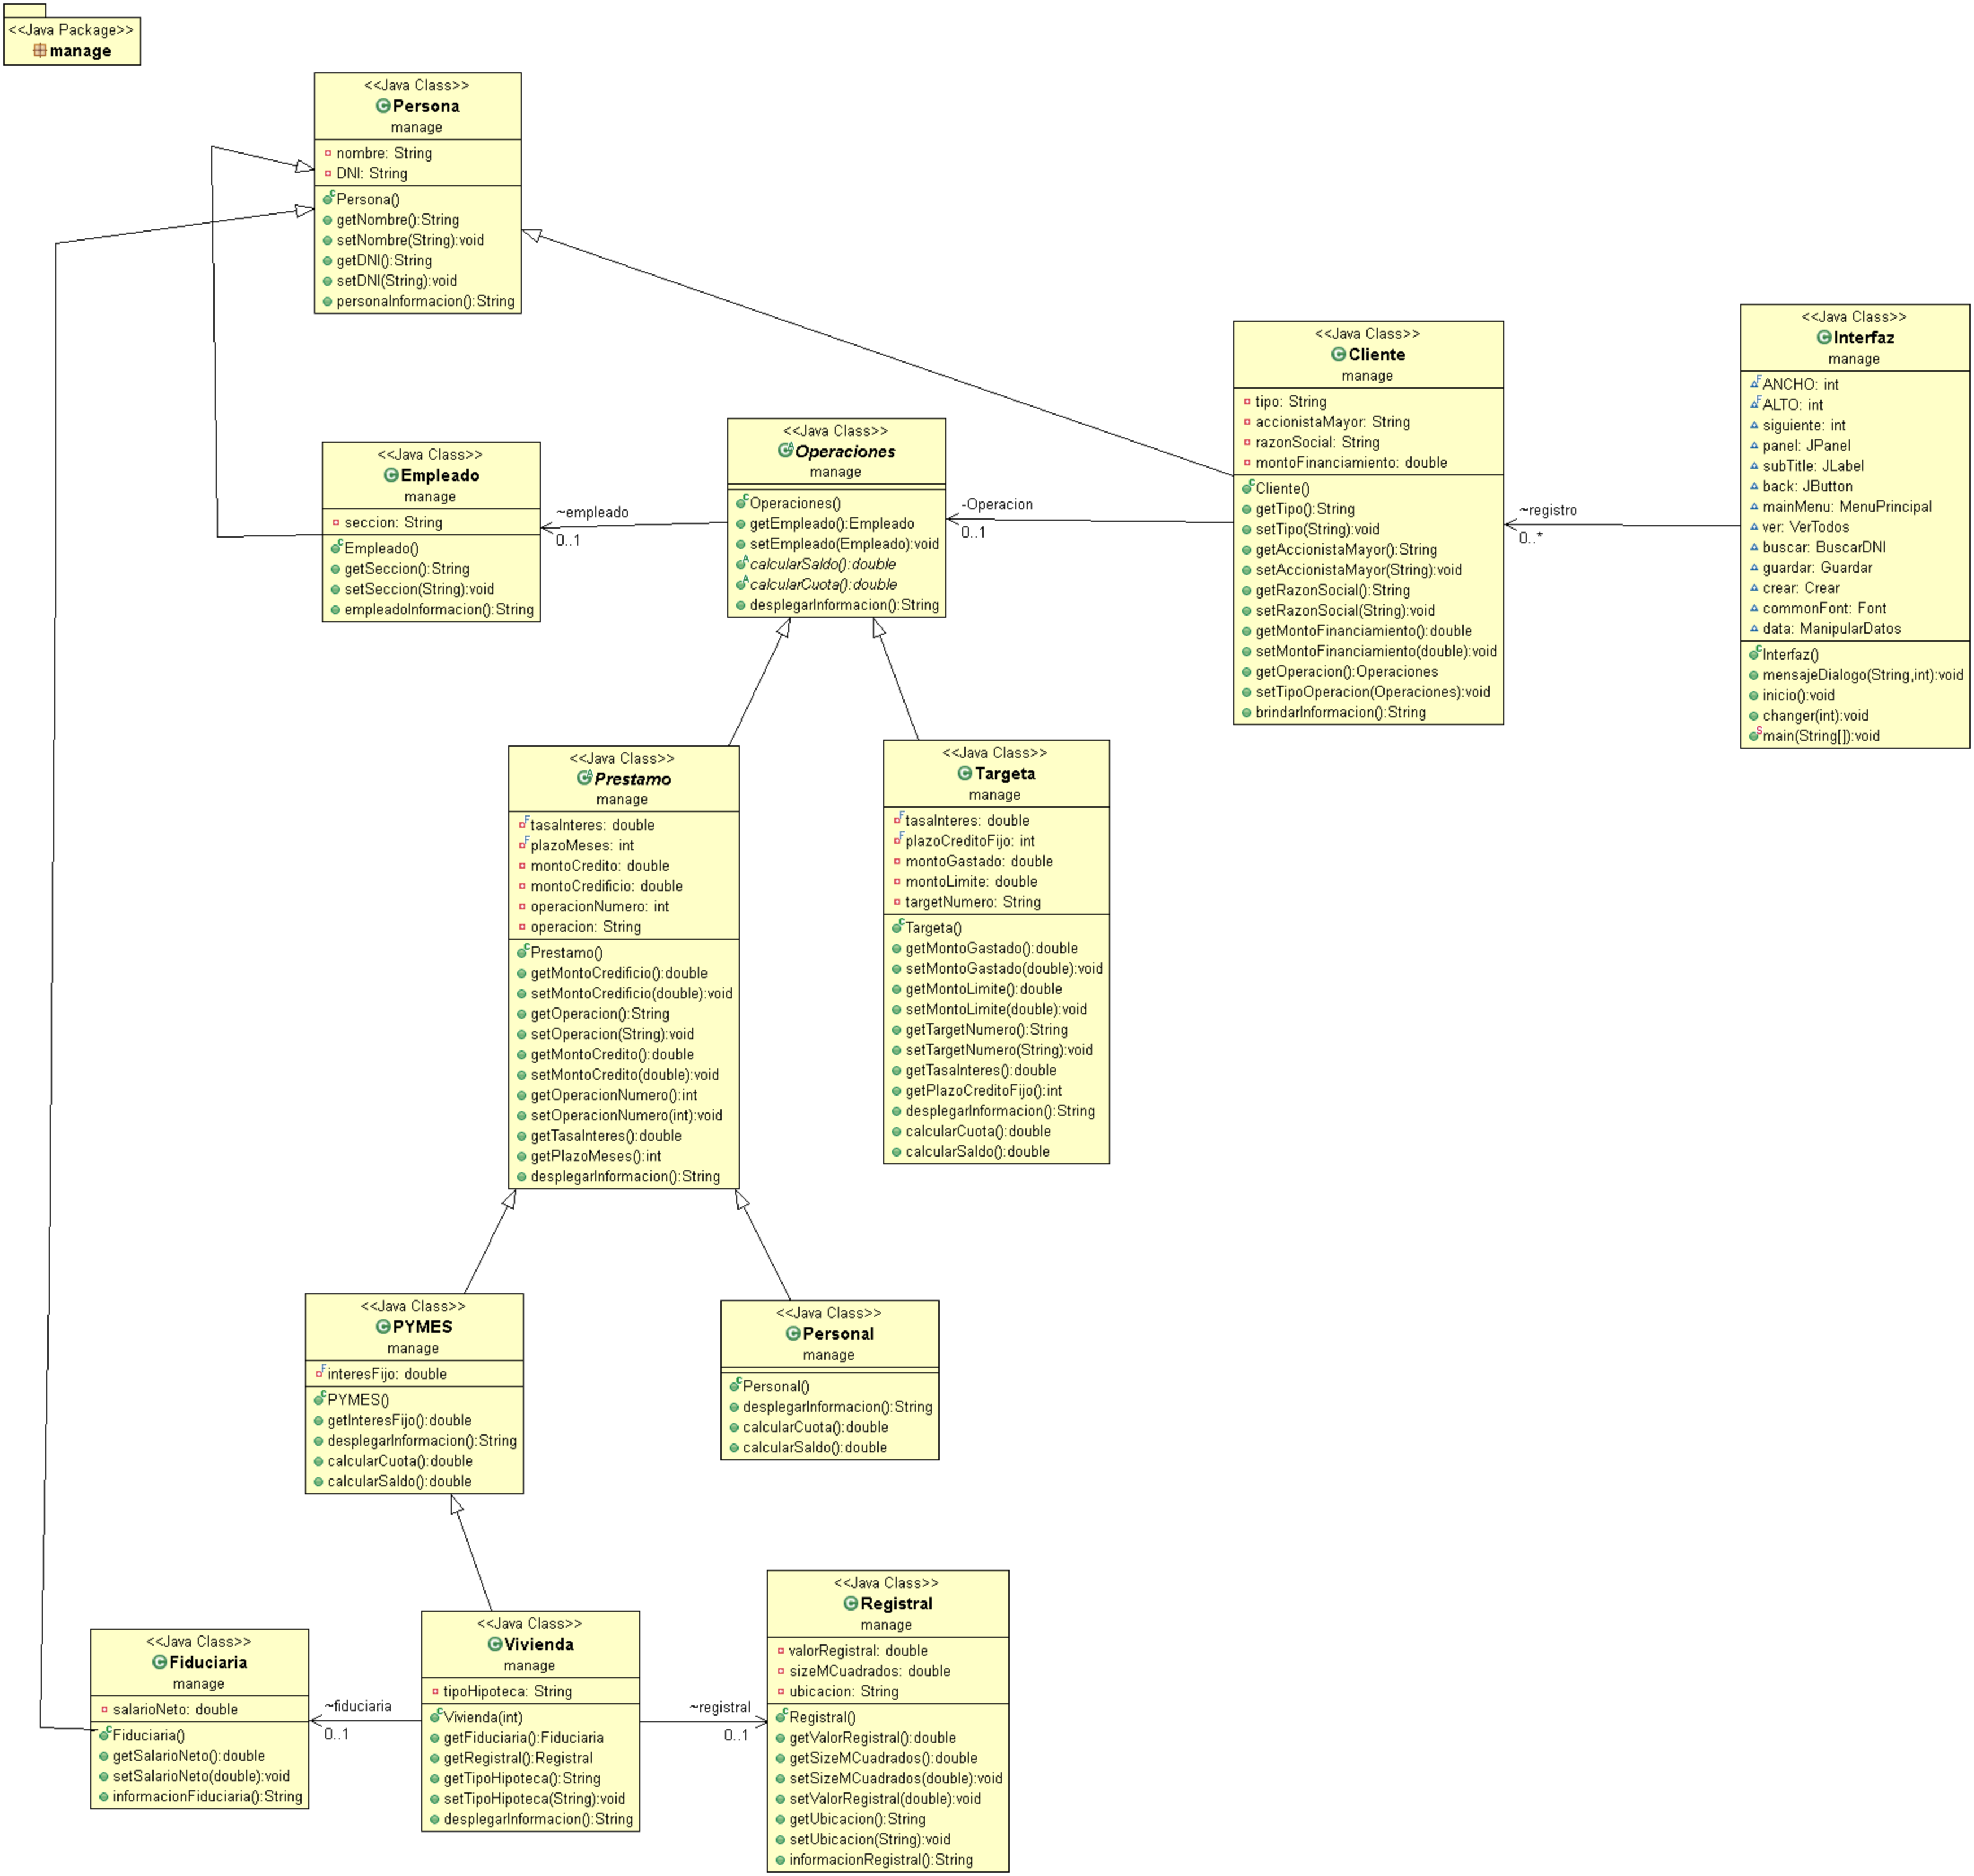 <<Java Package>>
manage
<<Java Class>>
Persona
manage
nombre: String
DNI: String
Persona()
getNombre():String
setNombre(String):void
getDNI():String
setDNI(String):void
personaInformacion():String
<<Java Class>>
Empleado
manage
seccion: String
Empleado()
getSeccion():String
setSeccion(String):void
empleadoInformacion():String
~empleado
0..1
<<Java Class>>
Operaciones
manage
Operaciones()
getEmpleado():Empleado
setEmpleado(Empleado):void
calcularSaldo():double
calcularCuota():double
desplegarInformacion():String
-Operacion
0..1
<<Java Class>>
Cliente
manage
tipo: String
accionistaMayor: String
razonSocial: String
montoFinanciamiento: double
Cliente()
getTipo():String
setTipo(String):void
getAccionistaMayor():String
setAccionistaMayor(String):void
getRazonSocial():String
setRazonSocial(String):void
getMontoFinanciamiento():double
setMontoFinanciamiento(double):void
getOperacion():Operaciones
setTipoOperacion(Operaciones):void
brindarInformacion():String
~registro
0..*
<<Java Class>>
Interfaz
manage
ANCHO: int
ALTO: int
siguiente: int
panel: JPanel
subTitle: JLabel
back: JButton
mainMenu: MenuPrincipal
ver: VerTodos
buscar: BuscarDNI
guardar: Guardar
crear: Crear
commonFont: Font
data: ManipularDatos
Interfaz()
mensajeDialogo(String,int):void
inicio():void
changer(int):void
main(String[]):void
<<Java Class>>
Prestamo
manage
tasaInteres: double
plazoMeses: int
montoCredito: double
montoCredificio: double
operacionNumero: int
operacion: String
Prestamo()
getMontoCredificio():double
setMontoCredificio(double):void
getOperacion():String
setOperacion(String):void
getMontoCredito():double
setMontoCredito(double):void
getOperacionNumero():int
setOperacionNumero(int):void
getTasaInteres():double
getPlazoMeses():int
desplegarInformacion():String
<<Java Class>>
Targeta
manage
tasaInteres: double
plazoCreditoFijo: int
montoGastado: double
montoLimite: double
targetNumero: String
Targeta()
getMontoGastado():double
setMontoGastado(double):void
getMontoLimite():double
setMontoLimite(double):void
getTargetNumero():String
setTargetNumero(String):void
getTasaInteres():double
getPlazoCreditoFijo():int
desplegarInformacion():String
calcularCuota():double
calcularSaldo():double
<<Java Class>>
PYMES
manage
interesFijo: double
PYMES()
getInteresFijo():double
desplegarInformacion():String
calcularCuota():double
calcularSaldo():double
<<Java Class>>
Personal
manage
Personal()
desplegarInformacion():String
calcularCuota():double
calcularSaldo():double
<<Java Class>>
Fiduciaria
manage
salarioNeto: double
Fiduciaria()
getSalarioNeto():double
setSalarioNeto(double):void
informacionFiduciaria():String
~fiduciaria
0..1
<<Java Class>>
Vivienda
manage
tipoHipoteca: String
Vivienda(int)
getFiduciaria():Fiduciaria
getRegistral():Registral
getTipoHipoteca():String
setTipoHipoteca(String):void
desplegarInformacion():String
~registral
0..1
<<Java Class>>
Registral
manage
valorRegistral: double
sizeMCuadrados: double
ubicacion: String
Registral()
getValorRegistral():double
getSizeMCuadrados():double
setSizeMCuadrados(double):void
setValorRegistral(double):void
getUbicacion():String
setUbicacion(String):void
informacionRegistral():String